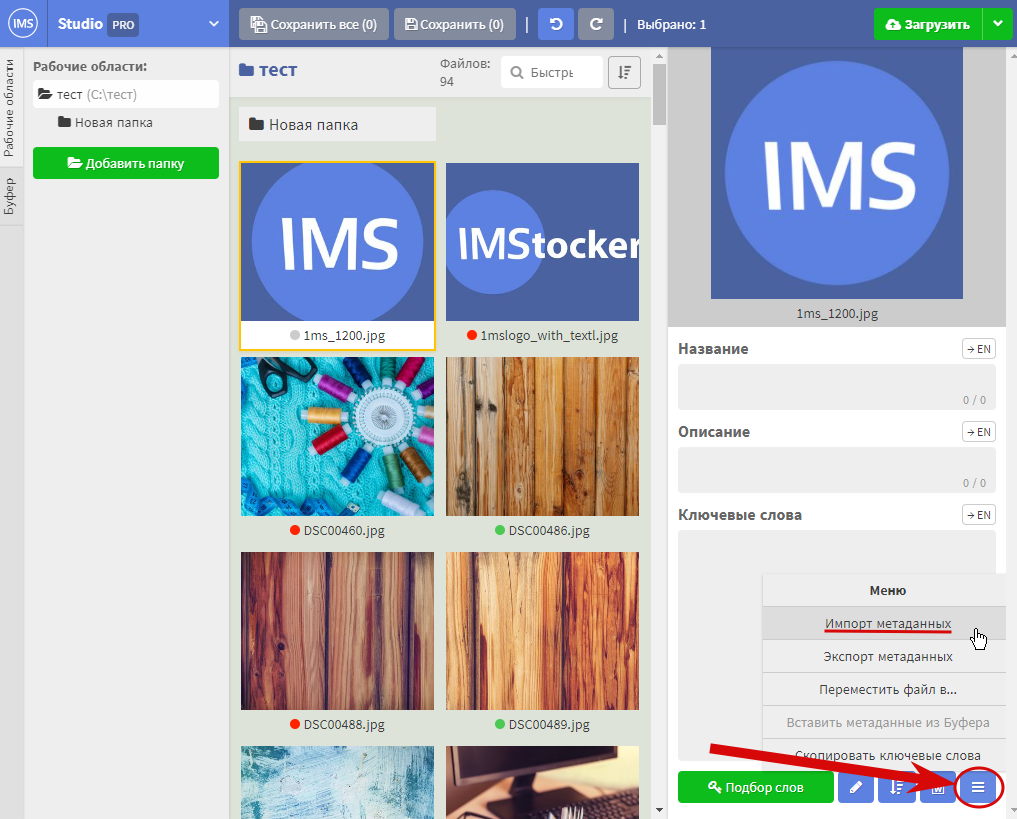 IMS
Studio PRO
Сохранить все (0)
Сохранить (0)
|
| Выбрано: 1
Загрузить
Рабочие области
Буфер
Рабочие области:
тест (C:\тест)
Новая папка
Добавить папку
тест
Файлов:
94
Быстрь
Новая папка
IMS
1ms_1200.jpg
IMStocker
1mslogo_with_textl.jpg
DSC00460.jpg
DSC00486.jpg
DSC00488.jpg
DSC00489.jpg
IMS
1ms_1200.jpg
Название
→ EN
0 / 0
Описание
→ EN
0 / 0
Ключевые слова
→ EN
Меню
Импорт метаданных
Экспорт метаданных
Переместить файл в...
Вставить метаданные из Буфера
Скопировать ключевые слова
Подбор слов